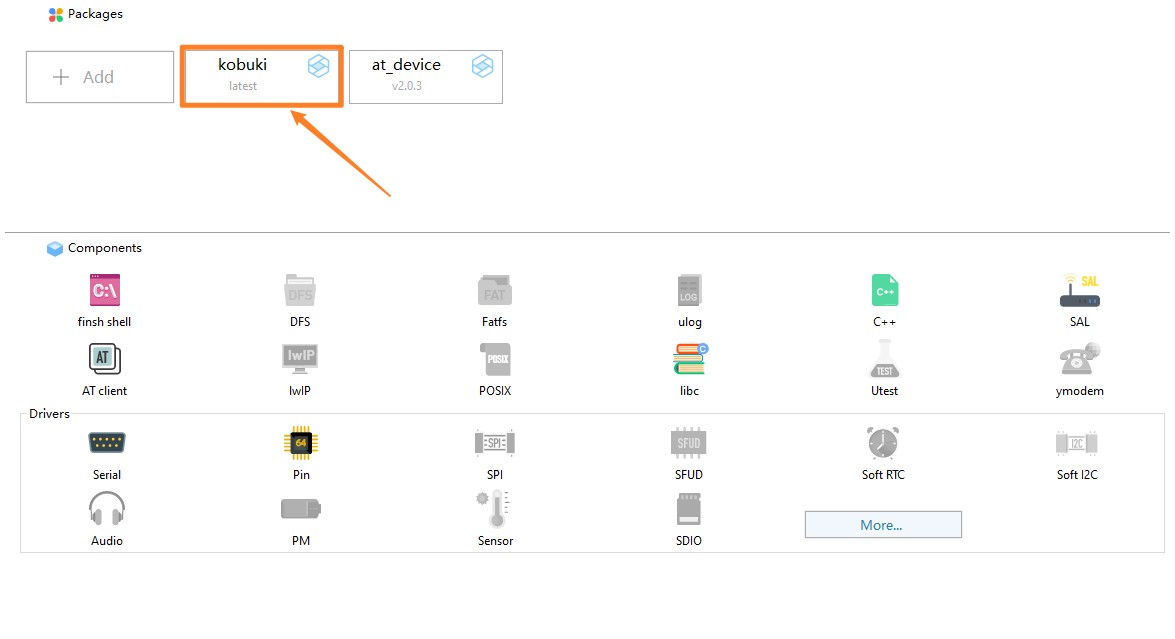 Packages
Add
kobuki
latest
at_device
v2.0.3
Components
C:\
DFS
FAT
LOG
C++
SAL
finsh shell
DFS
Fatfs
ulog
C++
SAL
AT
lwIP
POSIX
C
TEST
AT client
lwIP
POSIX
libc
Utest
ymodem
Drivers
64
SPI
SFUD
I2C
Serial
Pin
SPI
SFUD
Soft RTC
Soft I2C
Audio
PM
Sensor
SDIO
More...